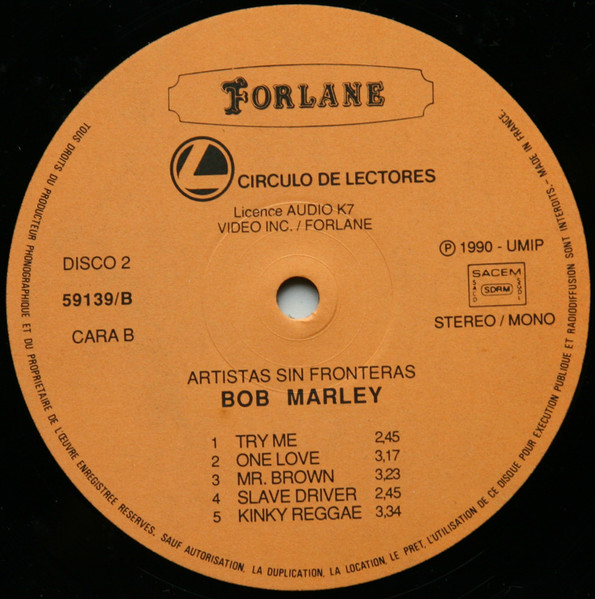 FORLANE
CIRCULO DE LECTORES
Licence AUDIO K7
VIDEO INC. / FORLANE
DISCO 2
59139/B
CARA B
℗ 1990 - UMIP
SACEM
SDRM
STEREO / MONO
ARTISTAS SIN FRONTERAS
BOB MARLEY
1 TRY ME 2,45
2 ONE LOVE 3,17
3 MR. BROWN 3,23
4 SLAVE DRIVER 2,45
5 KINKY REGGAE 3,34
TOUS DROITS DU PRODUCTEUR PHONOGRAPHIQUE ET DU PROPRIETAIRE DE L'ŒUVRE ENREGISTREE RESERVES. SAUF AUTORISATION, LA DUPLICATION, LA LOCATION, LE PRET, L'UTILISATION DE CE DISQUE POUR EXECUTION PUBLIQUE ET RADIODIFFUSION SONT INTERDITS.- MADE IN FRANCE.